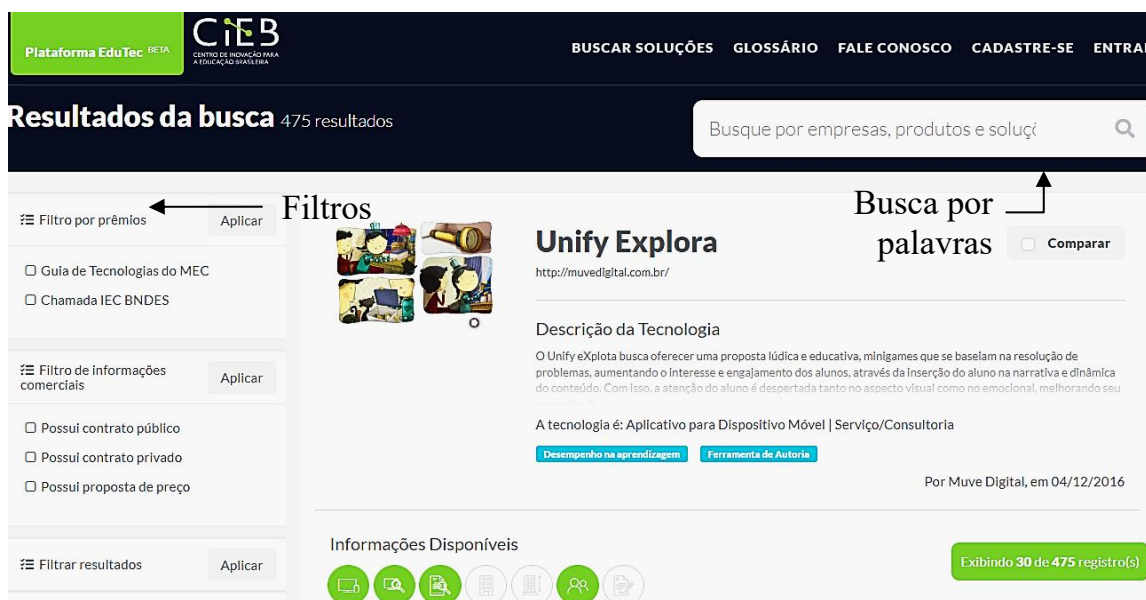 Plataforma EduTec BETA
CiEB
CENTRO DE INOVAÇÃO PARA
A EDUCAÇÃO BRASILEIRA
BUSCAR SOLUÇÕES GLOSSÁRIO FALE CONOSCO CADASTRE-SE ENTRAR
Resultados da busca 475 resultados
Busque por empresas, produtos e soluç
Filtro por prêmios
Aplicar
Guia de Tecnologias do MEC
Chamada IEC BNDES
Filtro de informações
comerciais
Aplicar
Possui contrato público
Possui contrato privado
Possui proposta de preço
Filtrar resultados
Aplicar
Filtros
Busca por
palavras
Unify Explora
Comparar
http://muvedigital.com.br/
Descrição da Tecnologia
O Unify eXplota busca oferecer uma proposta lúdica e educativa, minigames que se baseiam na resolução de
problemas, aumentando o interesse e engajamento dos alunos, através da inserção do aluno na narrativa e dinâmica
do conteúdo. Com isso, a atenção do aluno é despertada tanto no aspecto visual como no emocional, melhorando seu
A tecnologia é: Aplicativo para Dispositivo Móvel | Serviço/Consultoria
Desempenho na aprendizagem
Ferramenta de Autoria
Por Muve Digital, em 04/12/2016
Informações Disponíveis
Exibindo 30 de 475 registro(s)